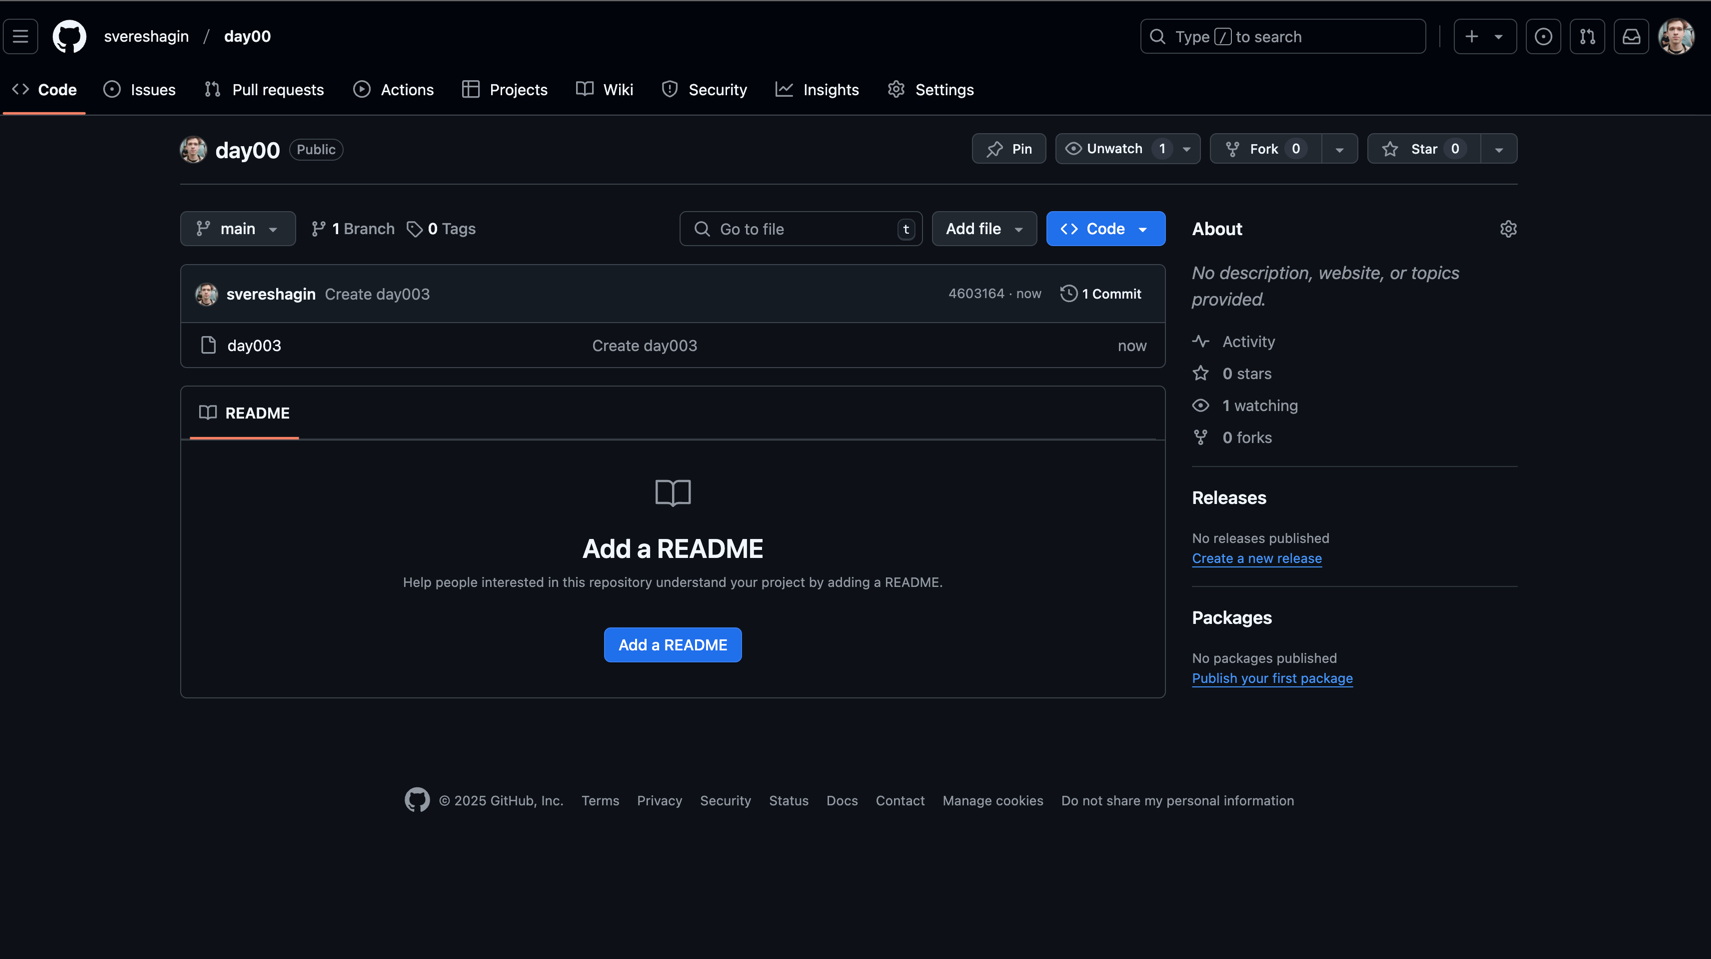 svereshagin / day00
Type / to search
Code Issues Pull requests Actions Projects Wiki Security Insights Settings
day00 Public
Pin Unwatch 1 Fork 0 Star 0
main 1 Branch 0 Tags Go to file t Add file Code
svereshagin Create day003 4603164 · now 1 Commit
day003 Create day003 now
README
Add a README
Help people interested in this repository understand your project by adding a README.
Add a README
About
No description, website, or topics
provided.
Activity
0 stars
1 watching
0 forks
Releases
No releases published
Create a new release
Packages
No packages published
Publish your first package
© 2025 GitHub, Inc. Terms Privacy Security Status Docs Contact Manage cookies Do not share my personal information